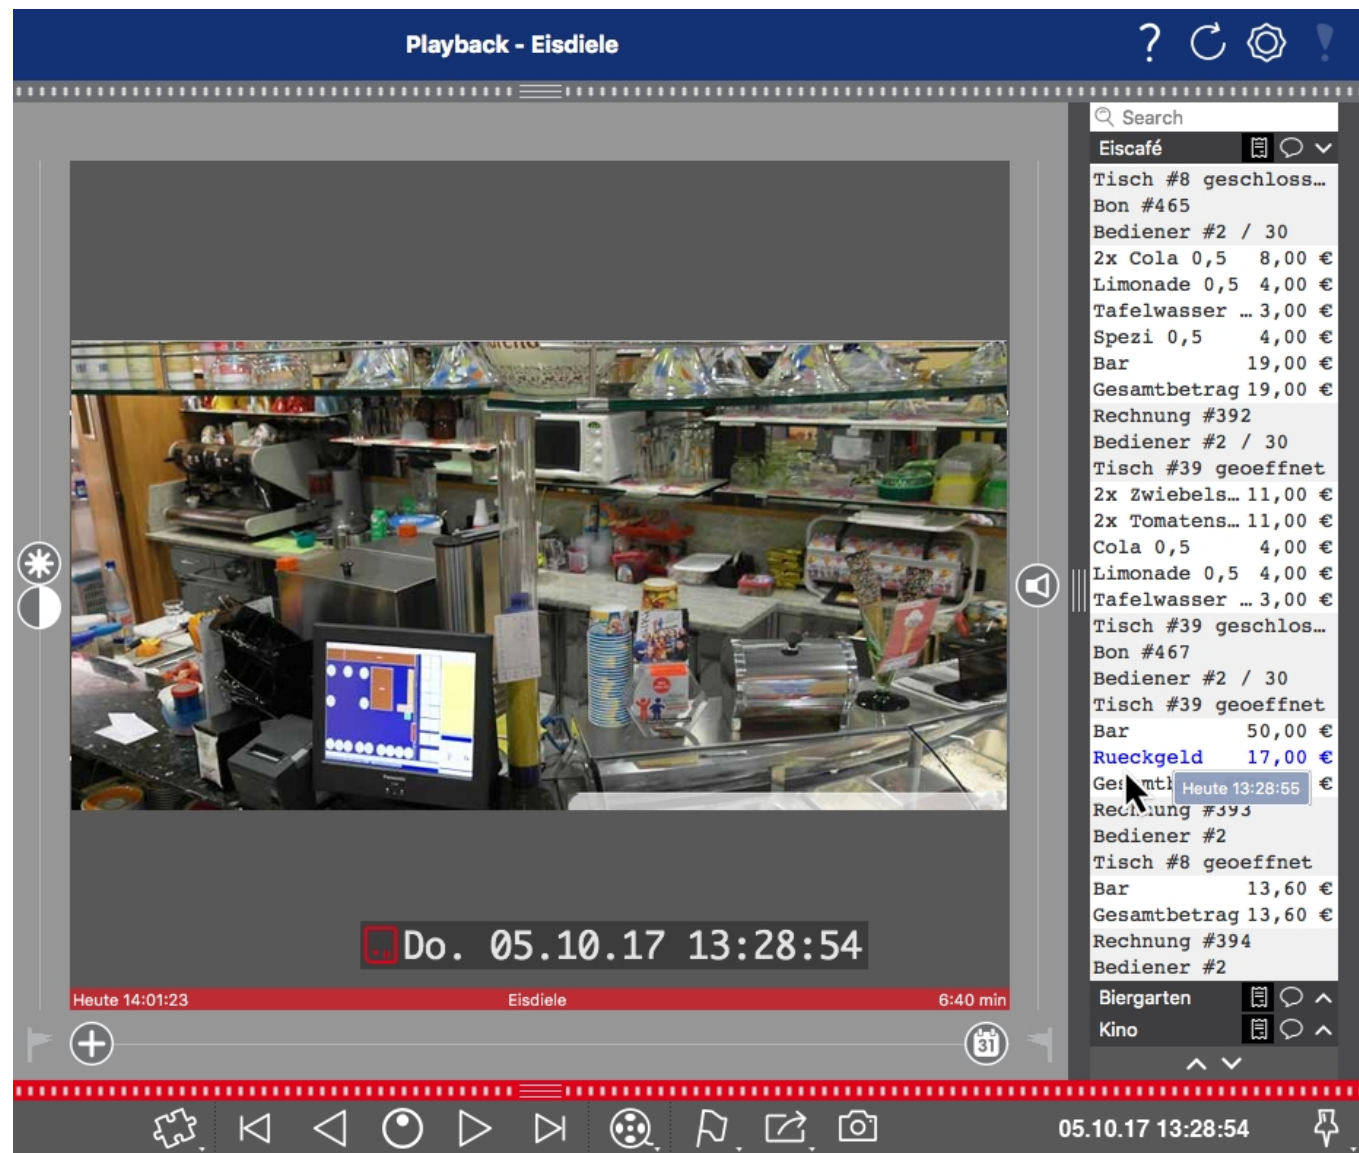 Playback - Eisdiele
Search
Eiscafé
Tisch #8 geschloss…
Bon #465
Bediener #2 / 30
2x Cola 0,5 8,00 €
Limonade 0,5 4,00 €
Tafelwasser … 3,00 €
Spezi 0,5 4,00 €
Bar 19,00 €
Gesamtbetrag 19,00 €
Rechnung #392
Bediener #2 / 30
Tisch #39 geoeffnet
2x Zwiebels… 11,00 €
2x Tomatens… 11,00 €
Cola 0,5 4,00 €
Limonade 0,5 4,00 €
Tafelwasser … 3,00 €
Tisch #39 geschlos…
Bon #467
Bediener #2 / 30
Tisch #39 geoeffnet
Bar 50,00 €
Rueckgeld 17,00 €
€
Heute 13:28:55
Rechnung #393
Bediener #2
Tisch #8 geoeffnet
Bar 13,60 €
Gesamtbetrag 13,60 €
Rechnung #394
Bediener #2
Biergarten
Kino
Do. 05.10.17 13:28:54
Heute 14:01:23 Eisdiele 6:40 min
31
05.10.17 13:28:54